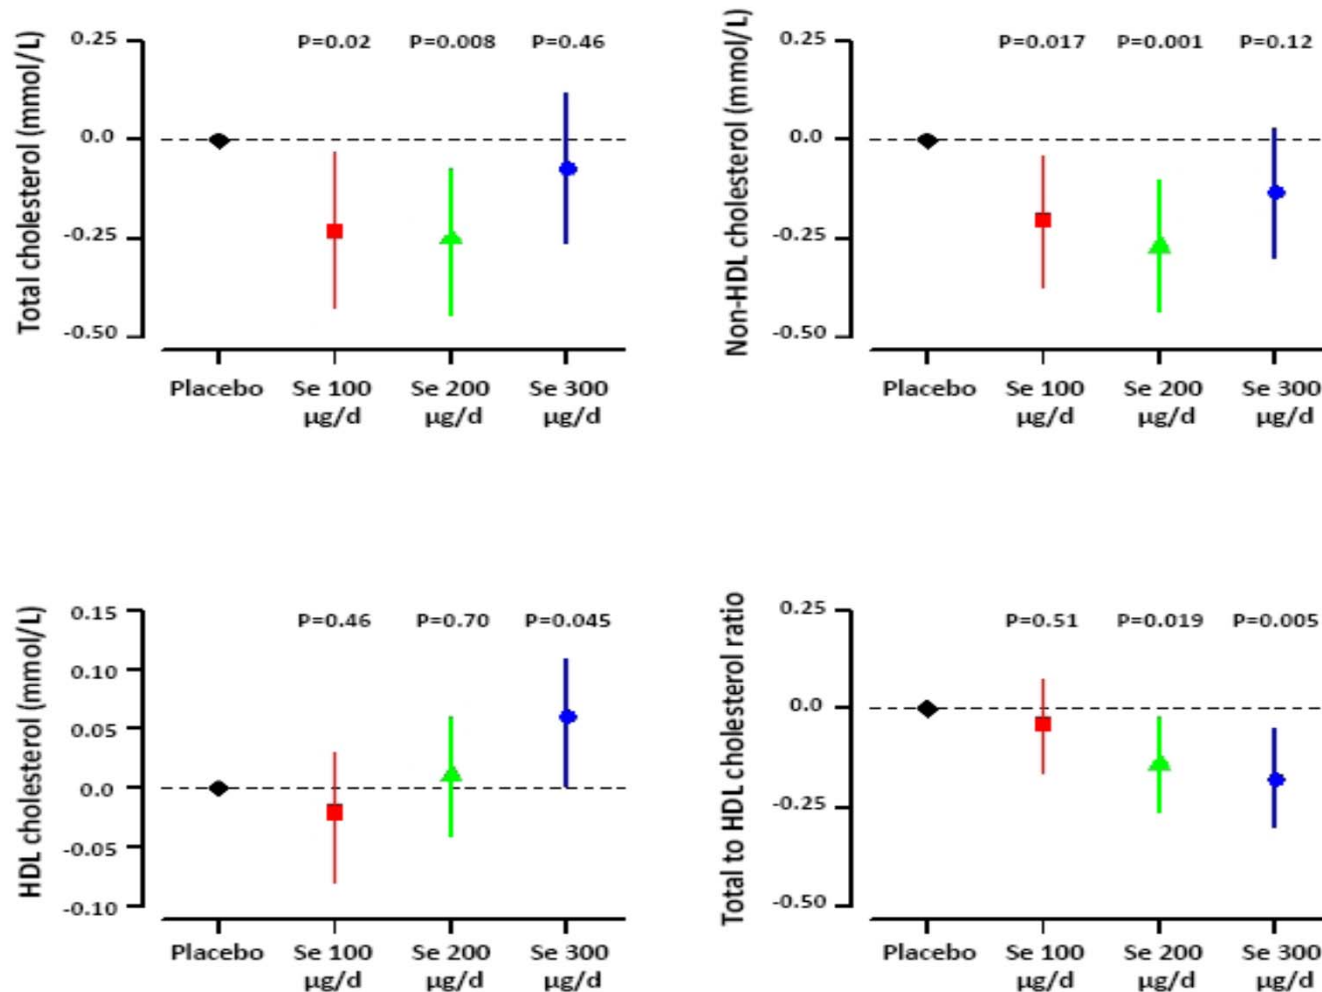 Total cholesterol (mmol/L)
0.25
0.0
-0.25
-0.50
P=0.02 P=0.008 P=0.46
Placebo Se 100 Se 200 Se 300
µg/d µg/d µg/d
Non-HDL cholesterol (mmol/L)
0.25
0.0
-0.25
-0.50
P=0.017 P=0.001 P=0.12
Placebo Se 100 Se 200 Se 300
µg/d µg/d µg/d
HDL cholesterol (mmol/L)
0.15
0.10
0.05
0.0
-0.05
-0.10
P=0.46 P=0.70 P=0.045
Placebo Se 100 Se 200 Se 300
µg/d µg/d µg/d
Total to HDL cholesterol ratio
0.25
0.0
-0.25
-0.50
P=0.51 P=0.019 P=0.005
Placebo Se 100 Se 200 Se 300
µg/d µg/d µg/d